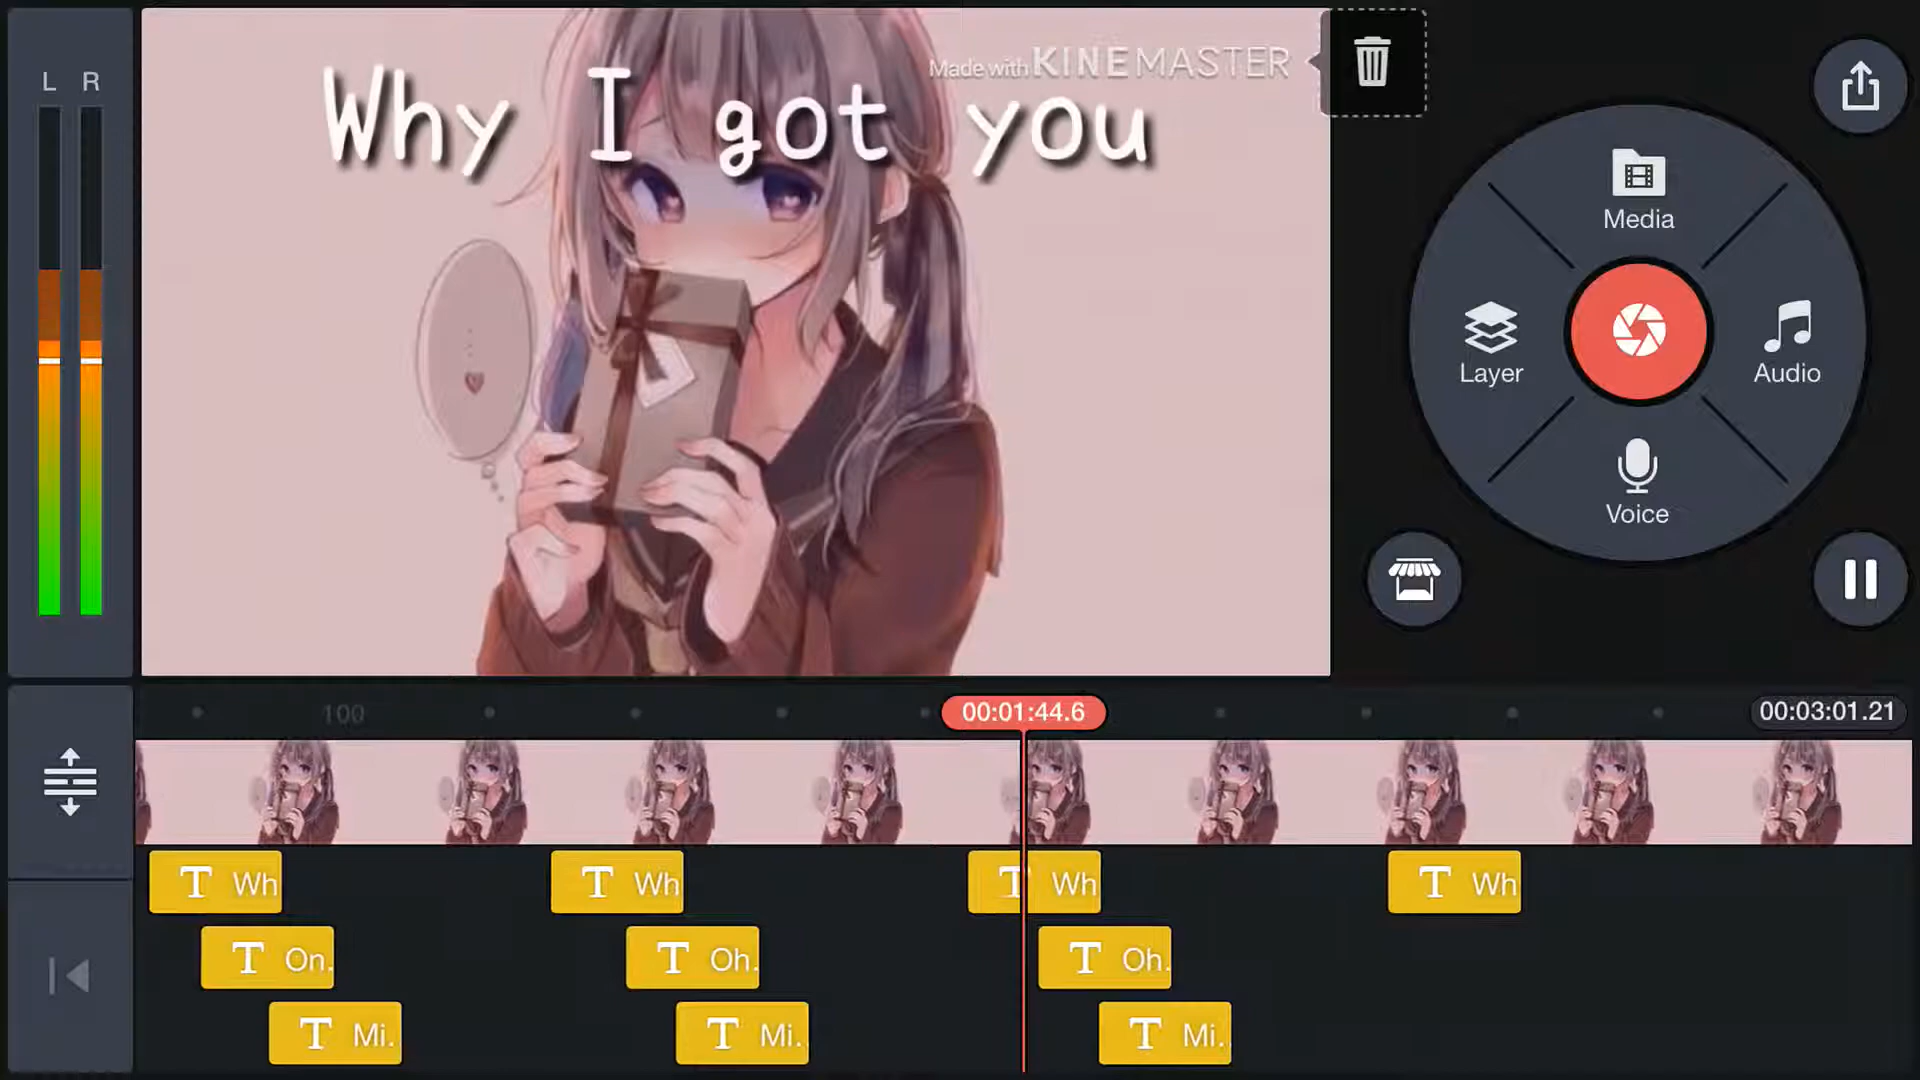 L R
Made with KINEMASTER
Why I got you
Media
Layer
Audio
Voice
100
00:01:44.6
00:03:01.21
T Wh
T Wh
T Wh
T Wh
T On.
T Oh.
T Oh.
T Mi.
T Mi.
T Mi.